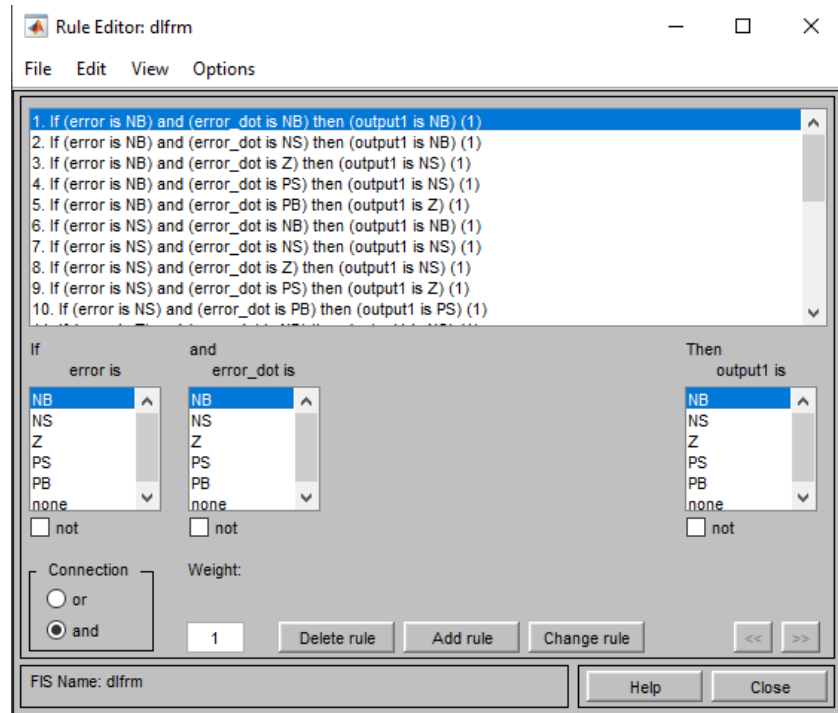 Rule Editor: dlfrm
File Edit View Options
1. If (error is NB) and (error_dot is NB) then (output1 is NB) (1)
2. If (error is NB) and (error_dot is NS) then (output1 is NB) (1)
3. If (error is NB) and (error_dot is Z) then (output1 is NS) (1)
4. If (error is NB) and (error_dot is PS) then (output1 is NS) (1)
5. If (error is NB) and (error_dot is PB) then (output1 is Z) (1)
6. If (error is NS) and (error_dot is NB) then (output1 is NB) (1)
7. If (error is NS) and (error_dot is NS) then (output1 is NS) (1)
8. If (error is NS) and (error_dot is Z) then (output1 is NS) (1)
9. If (error is NS) and (error_dot is PS) then (output1 is Z) (1)
10. If (error is NS) and (error_dot is PB) then (output1 is PS) (1)
If and Then
error is error_dot is output1 is
NB NB NB
NS NS NS
Z Z Z
PS PS PS
PB PB PB
none none none
not not not
Connection Weight:
or
and 1 Delete rule Add rule Change rule << >>
FIS Name: dlfrm Help Close